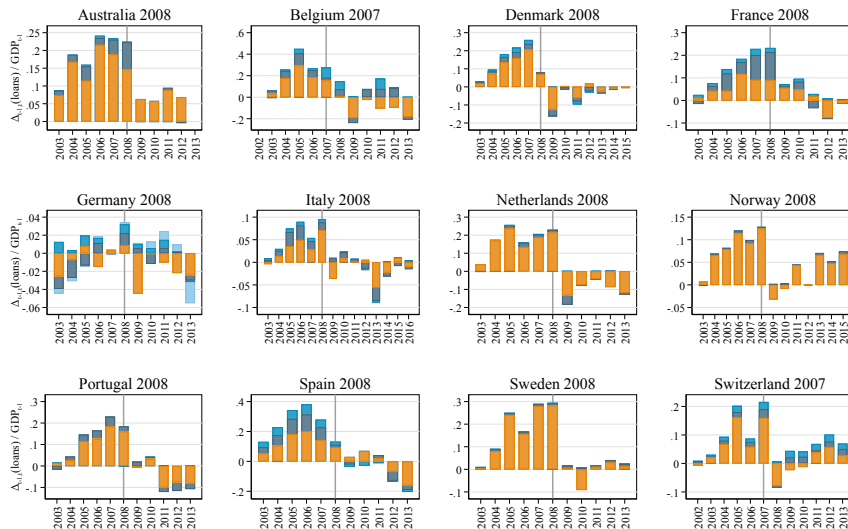 Australia 2008 Belgium 2007 Denmark 2008 France 2008
Δt-1,t(loans) / GDPt-1
.25 .2 .15 .1 .05 0
2003 2004 2005 2006 2007 2008 2009 2010 2011 2012 2013
.6 .4 .2 0 -.2
2002 2003 2004 2005 2006 2007 2008 2009 2010 2011 2012 2013
.3 .2 .1 0 -.1 -.2
2003 2004 2005 2006 2007 2008 2009 2010 2011 2012 2013 2014 2015
.3 .2 .1 0 -.1
2003 2004 2005 2006 2007 2008 2009 2010 2011 2012 2013
Germany 2008 Italy 2008 Netherlands 2008 Norway 2008
Δt-1,t(loans) / GDPt-1
.04 .02 0 -.02 -.04 -.06
2003 2004 2005 2006 2007 2008 2009 2010 2011 2012 2013
.1 .05 0 -.05 -.1
2003 2004 2005 2006 2007 2008 2009 2010 2011 2012 2013 2014 2015 2016
.3 .2 .1 0 -.1 -.2
2003 2004 2005 2006 2007 2008 2009 2010 2011 2012 2013
.15 .1 .05 0 -.05
2003 2004 2005 2006 2007 2008 2009 2010 2011 2012 2013 2014 2015
Portugal 2008 Spain 2008 Sweden 2008 Switzerland 2007
Δt-1,t(loans) / GDPt-1
.3 .2 .1 0 -.1
2003 2004 2005 2006 2007 2008 2009 2010 2011 2012 2013
.4 .2 0 -.2
2003 2004 2005 2006 2007 2008 2009 2010 2011 2012 2013
.3 .2 .1 0 -.1
2003 2004 2005 2006 2007 2008 2009 2010 2011 2012 2013
.2 .1 0 -.1
2002 2003 2004 2005 2006 2007 2008 2009 2010 2011 2012 2013